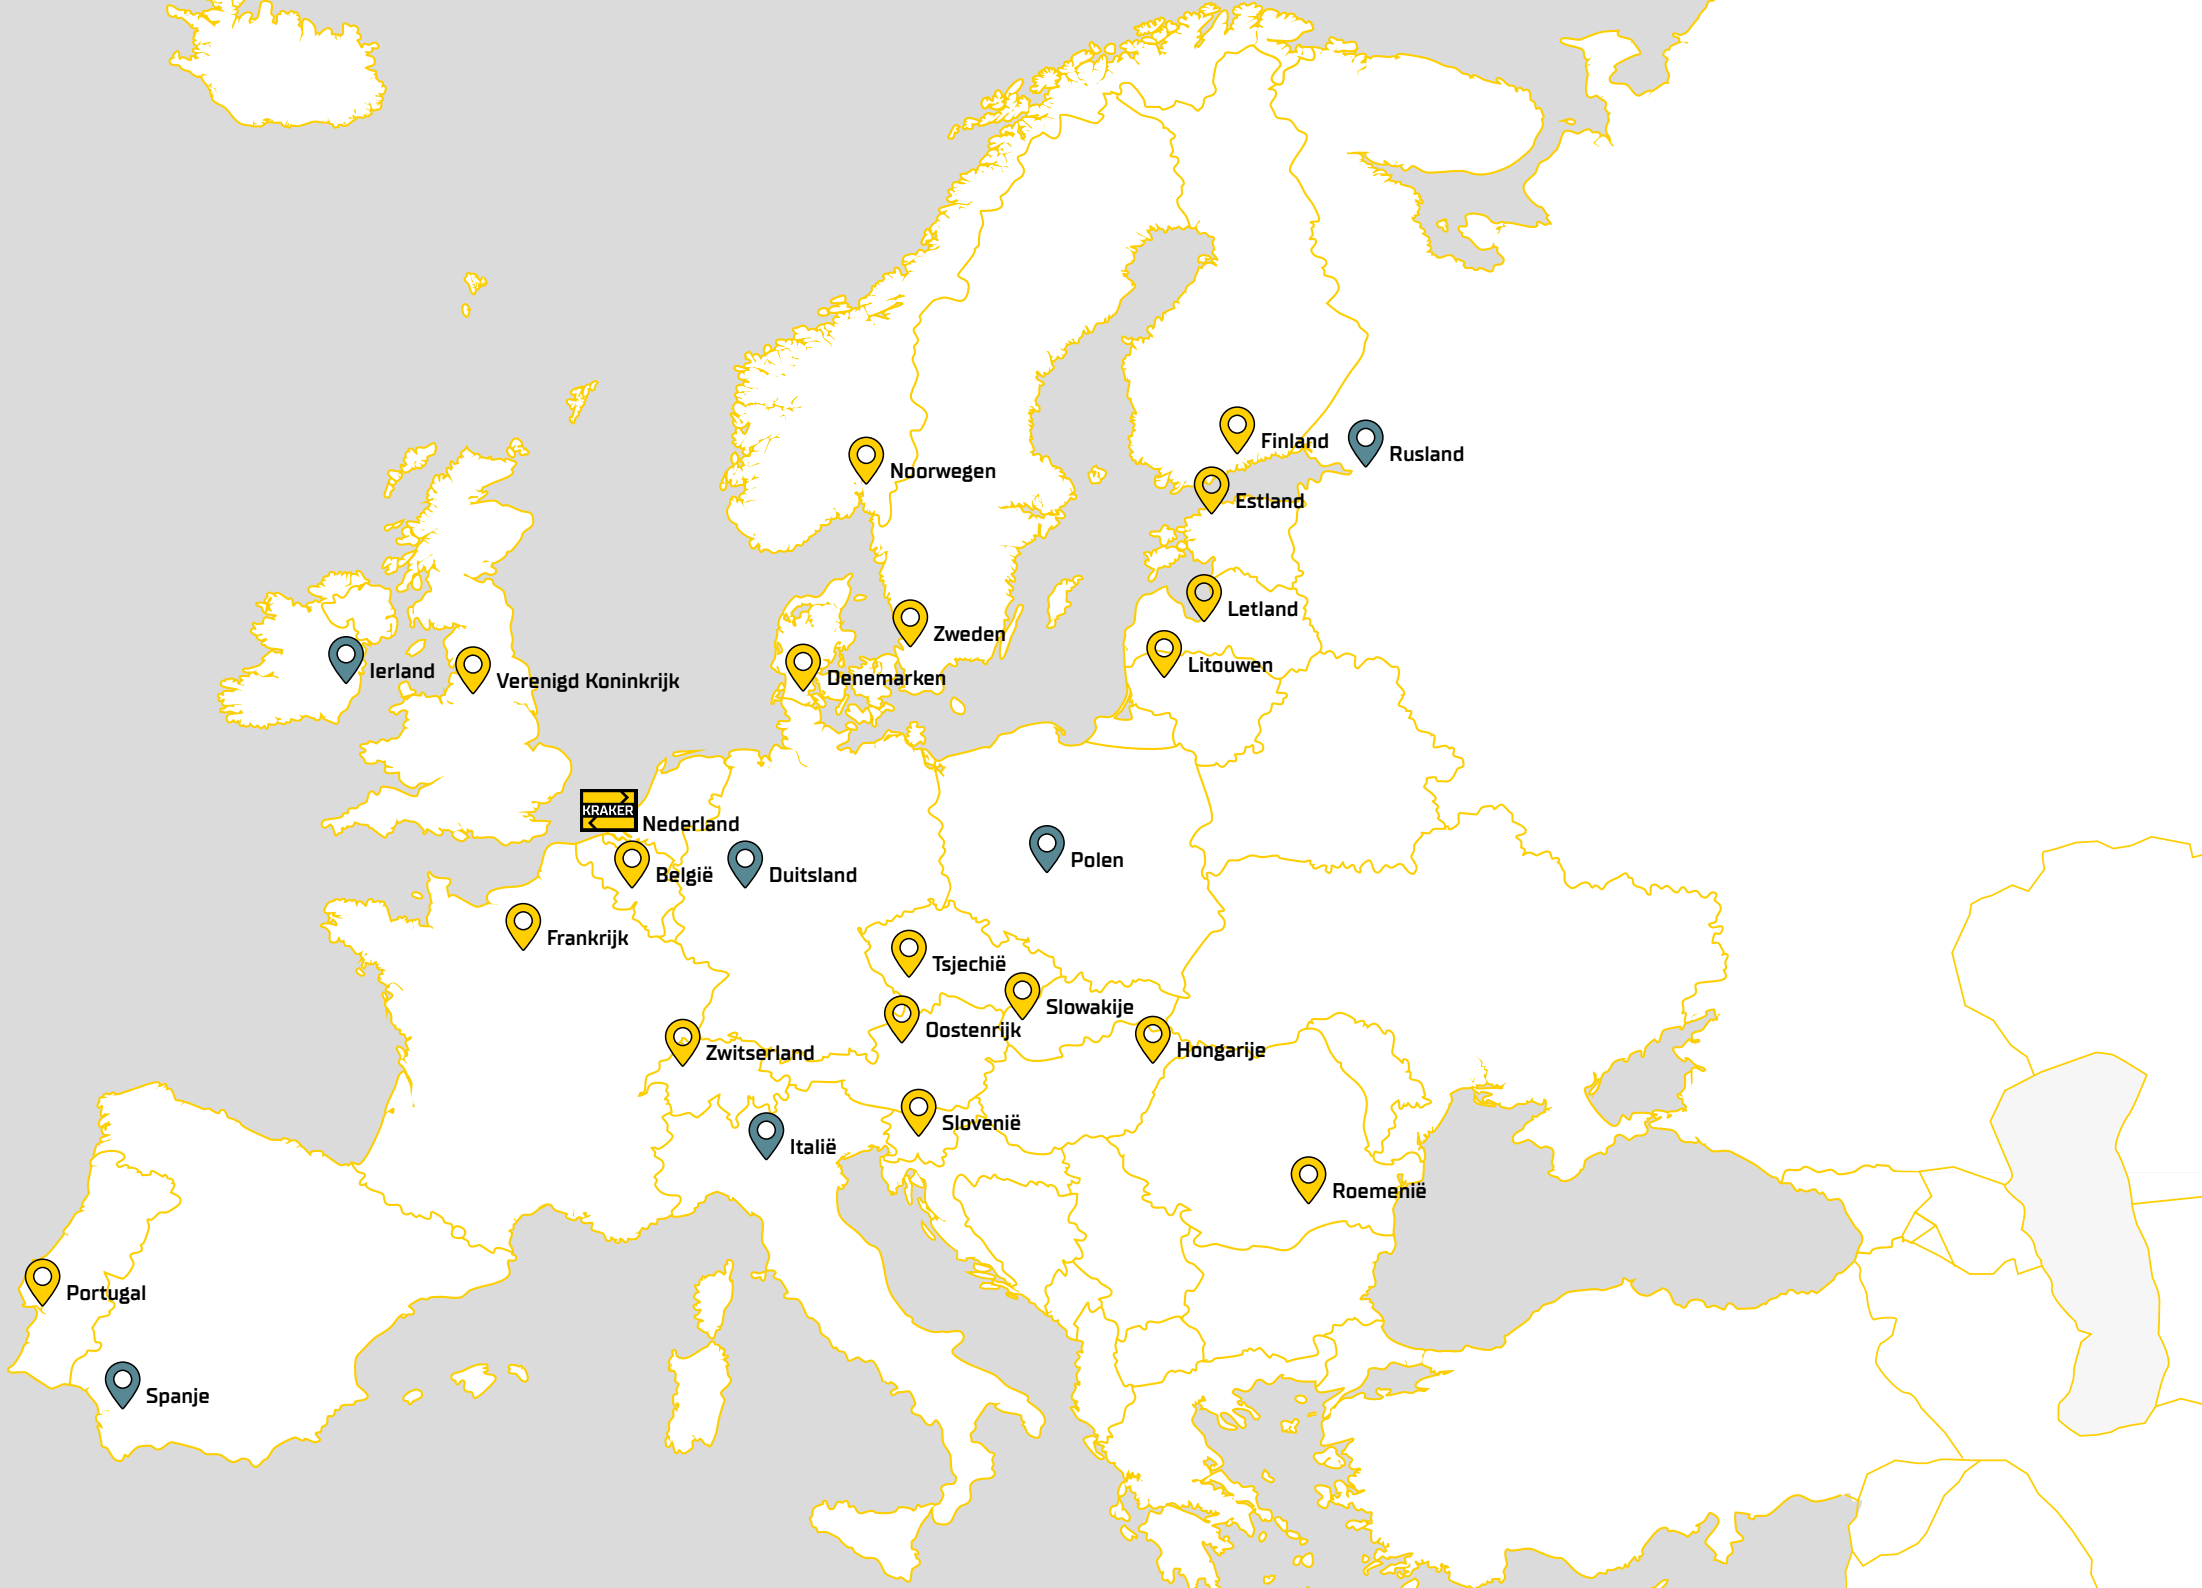 Finland
Rusland
Noorwegen
Estland
Letland
Zweden
Litouwen
Ierland
Verenigd Koninkrijk
Denemarken
KRAKER
Nederland
België
Duitsland
Polen
Frankrijk
Tsjechië
Slowakije
Oostenrijk
Zwitserland
Hongarije
Slovenië
Italië
Roemenië
Portugal
Spanje